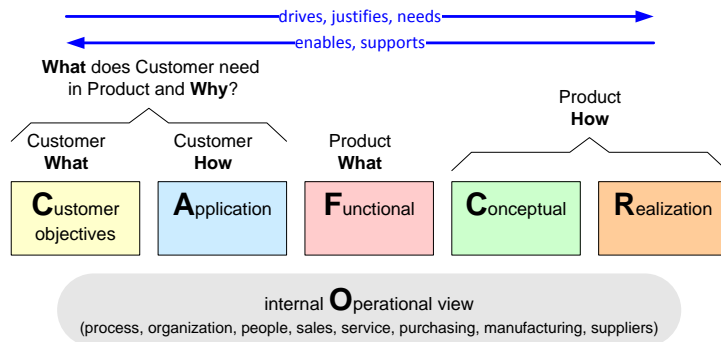 drives, justifies, needs
enables, supports
What does Customer need
in Product and Why?
Product
How
Customer
What
Customer
How
Product
What
Customer
objectives
Application
Functional
Conceptual
Realization
internal Operational view
(process, organization, people, sales, service, purchasing, manufacturing, suppliers)